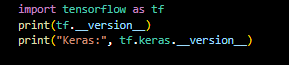 import tensorflow as tf
print(tf.__version__)
print("Keras:", tf.keras.__version__)